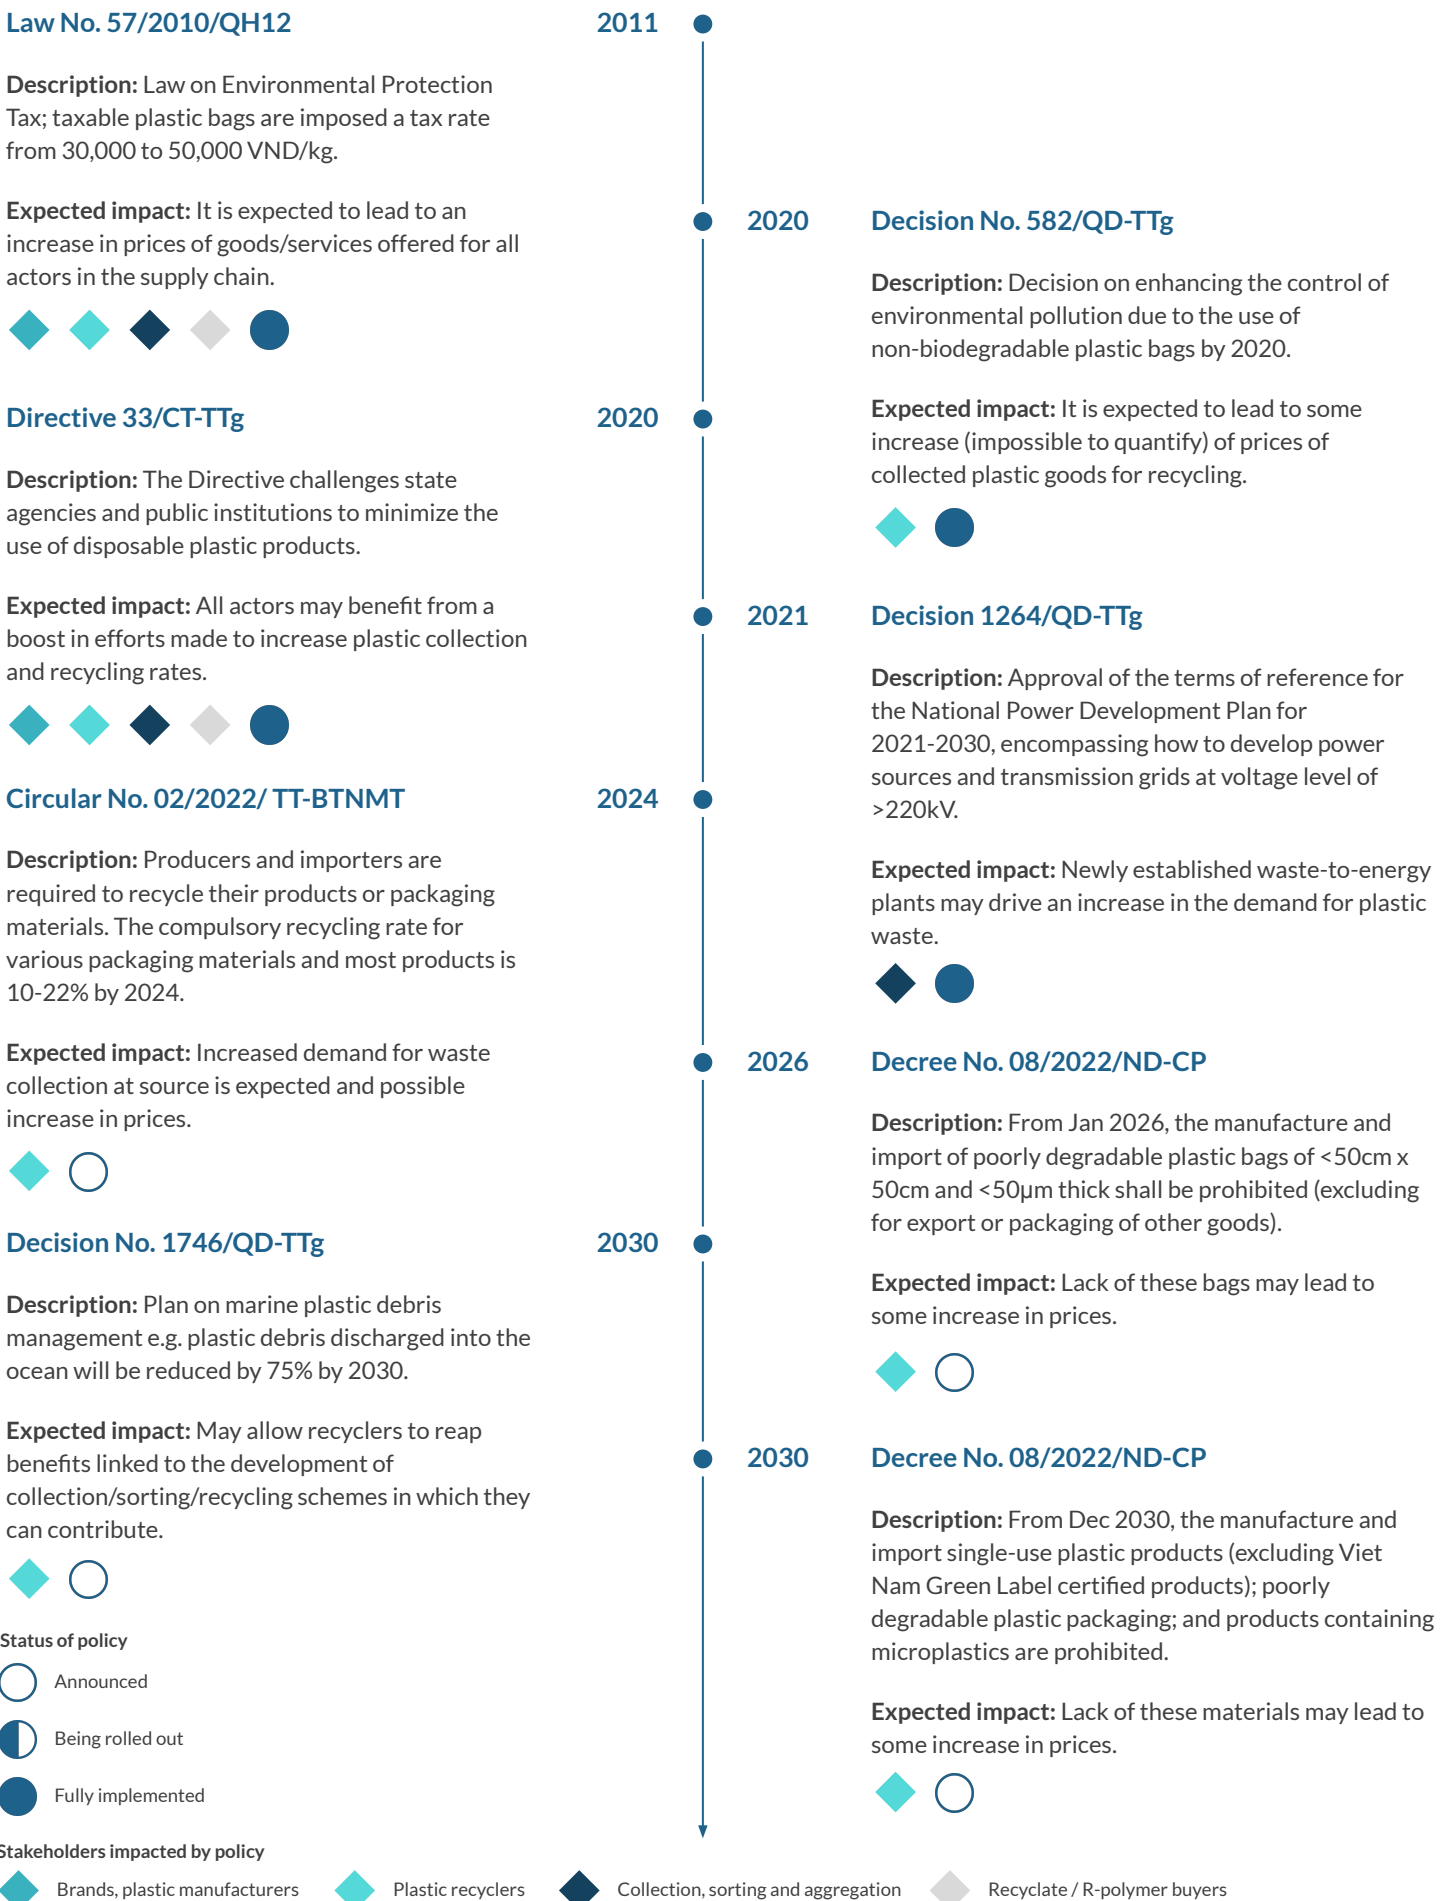 Law No. 57/2010/QH12
2011
Description: Law on Environmental Protection
Tax; taxable plastic bags are imposed a tax rate
from 30,000 to 50,000 VND/kg.
Expected impact: It is expected to lead to an
increase in prices of goods/services offered for all
actors in the supply chain.
2020
Decision No. 582/QD-TTg
Description: Decision on enhancing the control of
environmental pollution due to the use of
non-biodegradable plastic bags by 2020.
Expected impact: It is expected to lead to some
increase (impossible to quantify) of prices of
collected plastic goods for recycling.
Directive 33/CT-TTg
2020
Description: The Directive challenges state
agencies and public institutions to minimize the
use of disposable plastic products.
Expected impact: All actors may benefit from a
boost in efforts made to increase plastic collection
and recycling rates.
2021
Decision 1264/QD-TTg
Description: Approval of the terms of reference for
the National Power Development Plan for
2021-2030, encompassing how to develop power
sources and transmission grids at voltage level of
>220kV.
Expected impact: Newly established waste-to-energy
plants may drive an increase in the demand for plastic
waste.
Circular No. 02/2022/ TT-BTNMT
2024
Description: Producers and importers are
required to recycle their products or packaging
materials. The compulsory recycling rate for
various packaging materials and most products is
10-22% by 2024.
Expected impact: Increased demand for waste
collection at source is expected and possible
increase in prices.
2026
Decree No. 08/2022/ND-CP
Description: From Jan 2026, the manufacture and
import of poorly degradable plastic bags of <50cm x
50cm and <50µm thick shall be prohibited (excluding
for export or packaging of other goods).
Expected impact: Lack of these bags may lead to
some increase in prices.
Decision No. 1746/QD-TTg
2030
Description: Plan on marine plastic debris
management e.g. plastic debris discharged into the
ocean will be reduced by 75% by 2030.
Expected impact: May allow recyclers to reap
benefits linked to the development of
collection/sorting/recycling schemes in which they
can contribute.
2030
Decree No. 08/2022/ND-CP
Description: From Dec 2030, the manufacture and
import single-use plastic products (excluding Viet
Nam Green Label certified products); poorly
degradable plastic packaging; and products containing
microplastics are prohibited.
Expected impact: Lack of these materials may lead to
some increase in prices.
Status of policy
Announced
Being rolled out
Fully implemented
Stakeholders impacted by policy
Brands, plastic manufacturers
Plastic recyclers
Collection, sorting and aggregation
Recyclate / R-polymer buyers